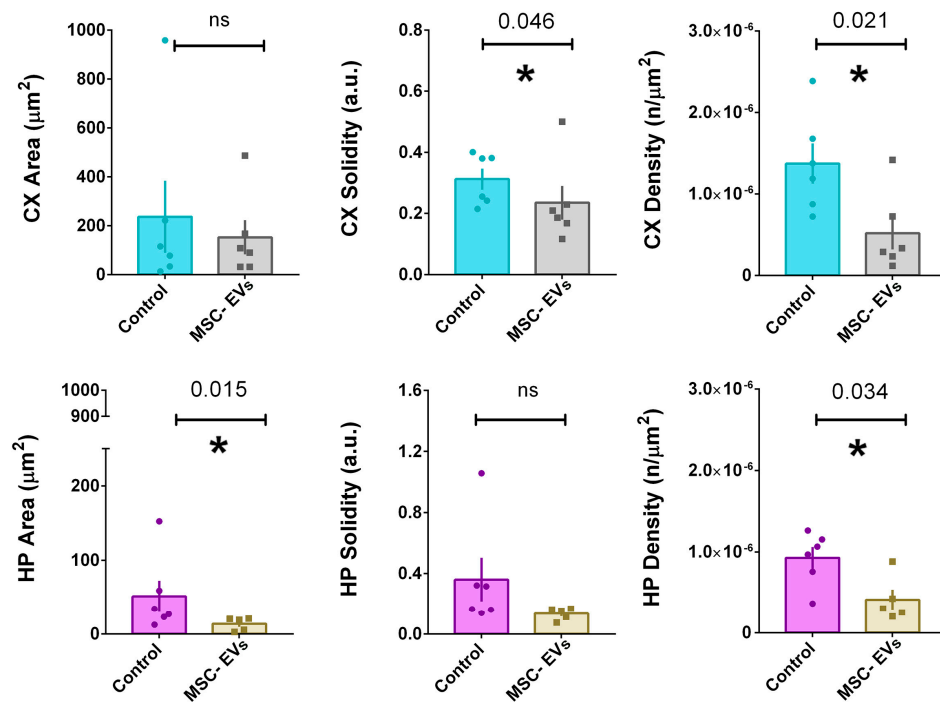 CX Area (μm²)
1000
800
600
400
200
0
ns
Control
MSC- EVs
CX Solidity (a.u.)
0.8
0.6
0.4
0.2
0.0
0.046
*
Control
MSC- EVs
CX Density (n/μm²)
3.0×10⁻⁶
2.0×10⁻⁶
1.0×10⁻⁶
0
0.021
*
Control
MSC- EVs
HP Area (μm²)
1000
900
200
150
100
50
0
0.015
*
Control
MSC- EVs
HP Solidity (a.u.)
1.6
1.2
0.8
0.4
0.0
ns
Control
MSC- EVs
HP Density (n/μm²)
3.0×10⁻⁶
2.0×10⁻⁶
1.0×10⁻⁶
0
0.034
*
Control
MSC- EVs